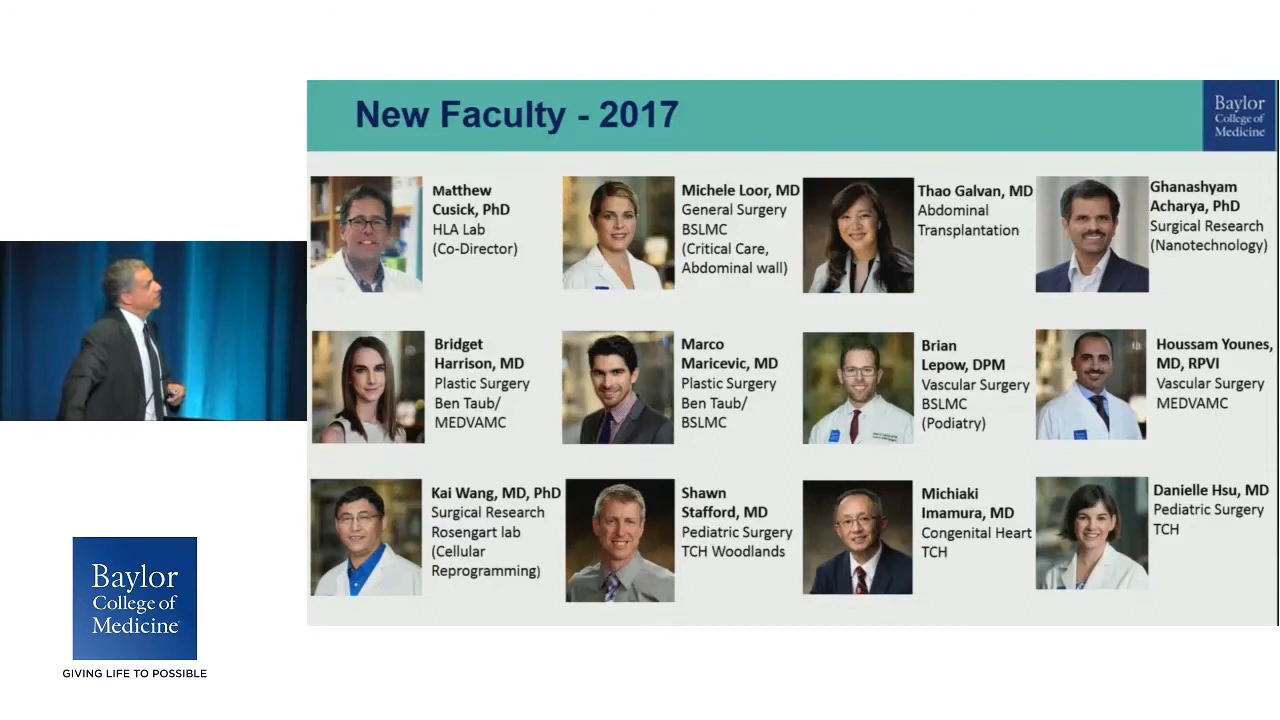 New Faculty - 2017
Baylor
College of
Medicine
Matthew
Cusick, PhD
HLA Lab
(Co-Director)
Michele Loor, MD
General Surgery
BSLMC
(Critical Care,
Abdominal wall)
Thao Galvan, MD
Abdominal
Transplantation
Ghanashyam
Acharya, PhD
Surgical Research
(Nanotechnology)
Bridget
Harrison, MD
Plastic Surgery
Ben Taub/
MEDVAMC
Marco
Maricevic, MD
Plastic Surgery
Ben Taub/
BSLMC
Brian
Lepow, DPM
Vascular Surgery
BSLMC
(Podiatry)
Houssam Younes,
MD, RPVI
Vascular Surgery
MEDVAMC
Kai Wang, MD, PhD
Surgical Research
Rosengart lab
(Cellular
Reprogramming)
Shawn
Stafford, MD
Pediatric Surgery
TCH Woodlands
Michiaki
Imamura, MD
Congenital Heart
TCH
Danielle Hsu, MD
Pediatric Surgery
TCH
Baylor
College of
Medicine
GIVING LIFE TO POSSIBLE